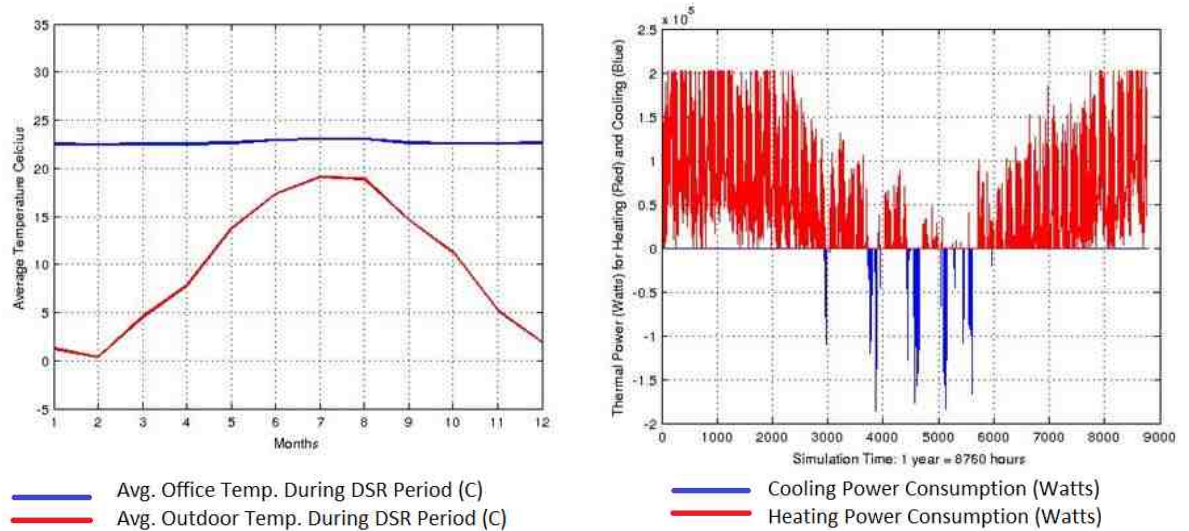 35
30
25
20
15
10
5
0
-5
1 2 3 4 5 6 7 8 9 10 11 12
Average Temperature Celcius
Months
Avg. Office Temp. During DSR Period (C)
Avg. Outdoor Temp. During DSR Period (C)
x 10^5
2.5
2
1.5
1
0.5
0
-0.5
-1
-1.5
-2
0 1000 2000 3000 4000 5000 6000 7000 8000 9000
Thermal Power (Watts) for Heating (Red) and Cooling (Blue)
Simulation Time: 1 year = 8760 hours
Cooling Power Consumption (Watts)
Heating Power Consumption (Watts)